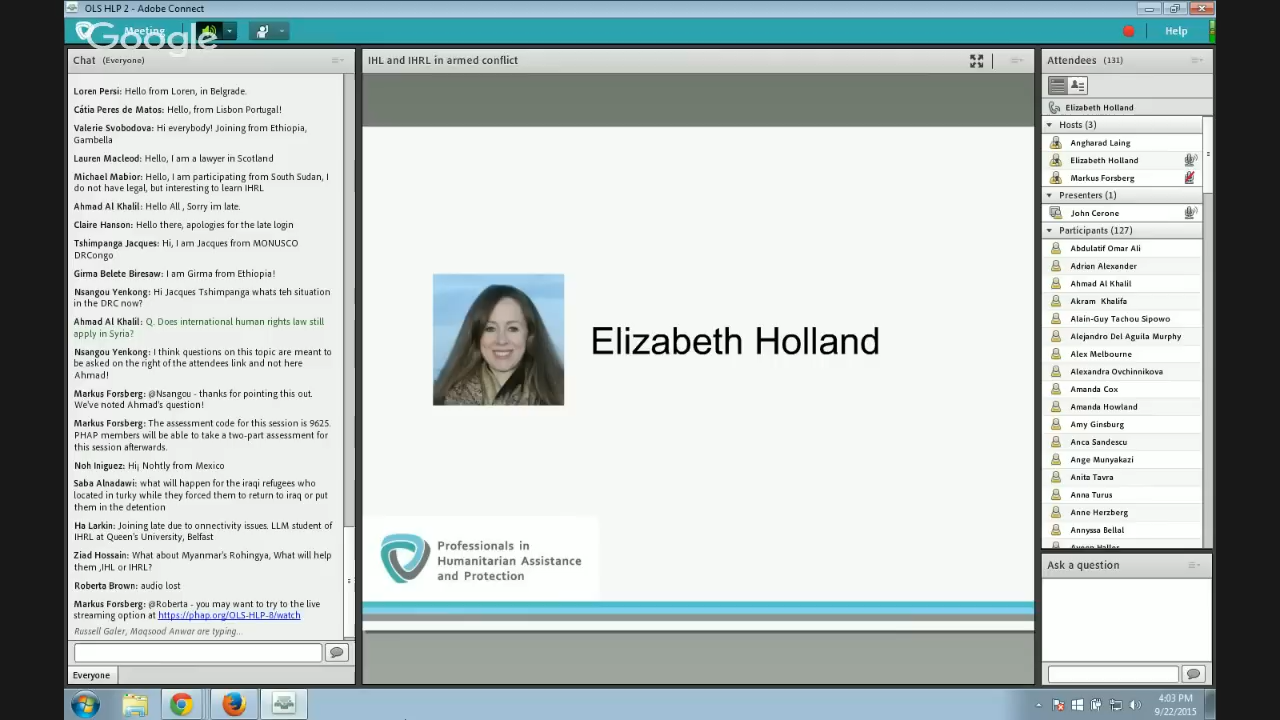 OLS HLP 2 - Adobe Connect
Meeting
Google
Help
Chat (Everyone)
Loren Persi: Hello from Loren, in Belgrade.
Cátia Peres de Matos: Hello, from Lisbon Portugal!
Valerie Svobodova: Hi everybody! Joining from Ethiopia,
Gambella
Lauren Macleod: Hello, I am a lawyer in Scotland
Michael Mabior: Hello, I am participating from South Sudan, I
do not have legal, but interesting to learn IHRL
Ahmad Al Khalil: Hello All , Sorry im late.
Claire Hanson: Hello there, apologies for the late login
Tshimpanga Jacques: Hi, I am Jacques from MONUSCO
DRCongo
Girma Belete Biresaw: I am Girma from Ethiopia!
Nsangou Yenkong: Hi Jacques Tshimpanga whats teh situation
in the DRC now?
Ahmad Al Khalil: Q. Does international human rights law still
apply in Syria?
Nsangou Yenkong: I think questions on this topic are meant to
be asked on the right of the attendees link and not here
Ahmad!
Markus Forsberg: @Nsangou - thanks for pointing this out.
We've noted Ahmad's question!
Markus Forsberg: The assessment code for this session is 9625.
PHAP members will be able to take a two-part assessment for
this session afterwards.
Noh Iniguez: Hi¡ Nohtly from Mexico
Saba Alnadawi: what will happen for the iraqi refugees who
located in turky while they forced them to return to iraq or put
them in the detention
Ha Larkin: Joining late due to onnectivity issues. LLM student of
IHRL at Queen's University, Belfast
Ziad Hossain: What about Myanmar's Rohingya, What will help
them ,IHL or IHRL?
Roberta Brown: audio lost
Markus Forsberg: @Roberta - you may want to try to the live
streaming option at https://phap.org/OLS-HLP-8/watch
Russell Galer, Maqsood Anwar are typing...
Everyone
IHL and IHRL in armed conflict
Elizabeth Holland
Professionals in
Humanitarian Assistance
and Protection
Attendees (131)
Elizabeth Holland
Hosts (3)
Angharad Laing
Elizabeth Holland
Markus Forsberg
Presenters (1)
John Cerone
Participants (127)
Abdulatif Omar Ali
Adrian Alexander
Ahmad Al Khalil
Akram Khalifa
Alain-Guy Tachou Sipowo
Alejandro Del Aguila Murphy
Alex Melbourne
Alexandra Ovchinnikova
Amanda Cox
Amanda Howland
Amy Ginsburg
Anca Sandescu
Ange Munyakazi
Anita Tavra
Anna Turus
Anne Herzberg
Annyssa Bellal
Ask a question
4:03 PM
9/22/2015